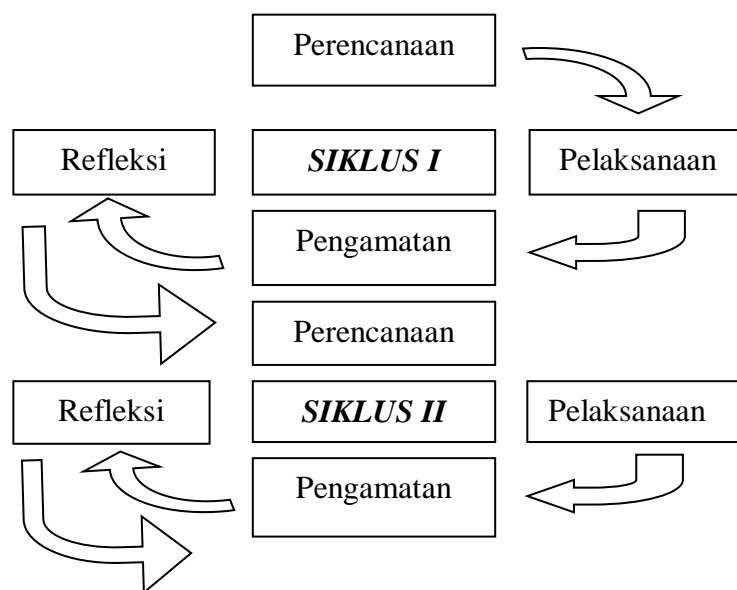 Perencanaan
Refleksi
SIKLUS I
Pelaksanaan
Pengamatan
Perencanaan
Refleksi
SIKLUS II
Pelaksanaan
Pengamatan